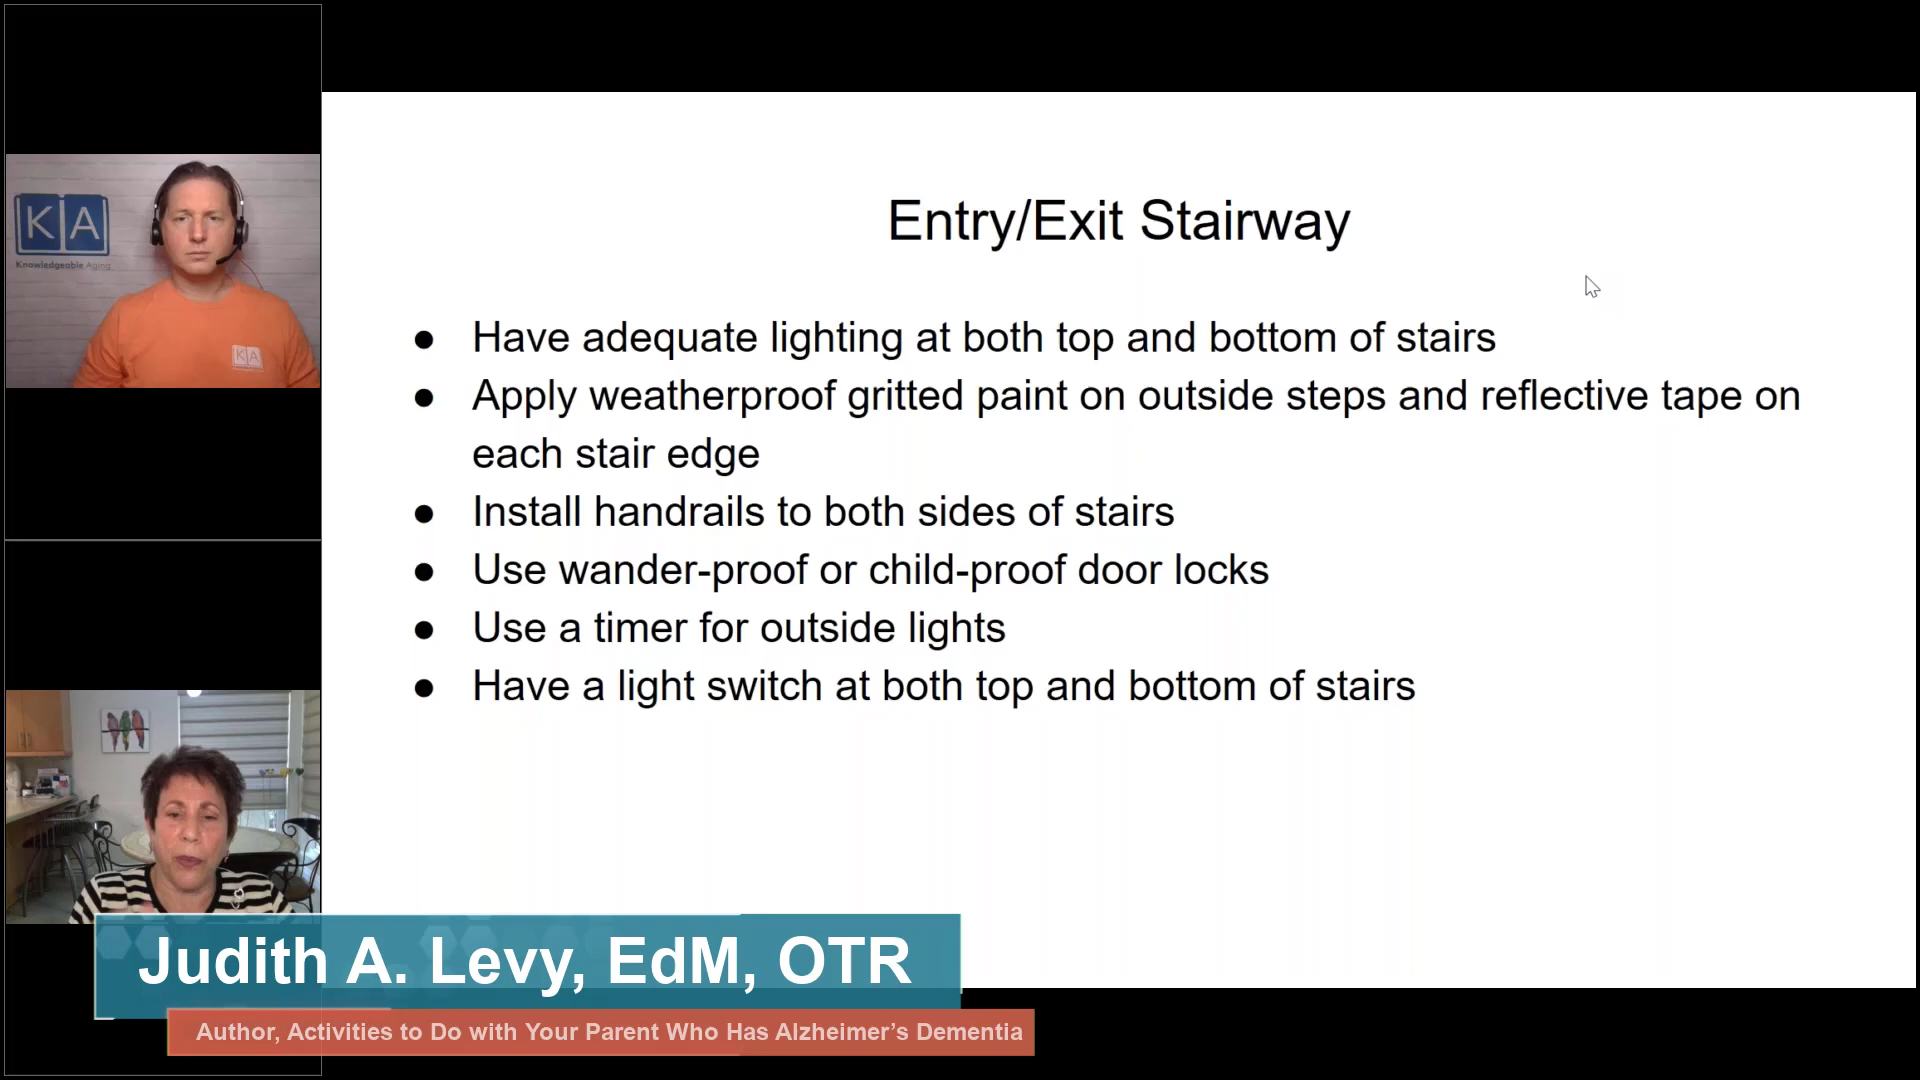 K A
Knowledgeable Aging
KA
Entry/Exit Stairway
● Have adequate lighting at both top and bottom of stairs
● Apply weatherproof gritted paint on outside steps and reflective tape on
each stair edge
● Install handrails to both sides of stairs
● Use wander-proof or child-proof door locks
● Use a timer for outside lights
● Have a light switch at both top and bottom of stairs
Judith A. Levy, EdM, OTR
Author, Activities to Do with Your Parent Who Has Alzheimer’s Dementia